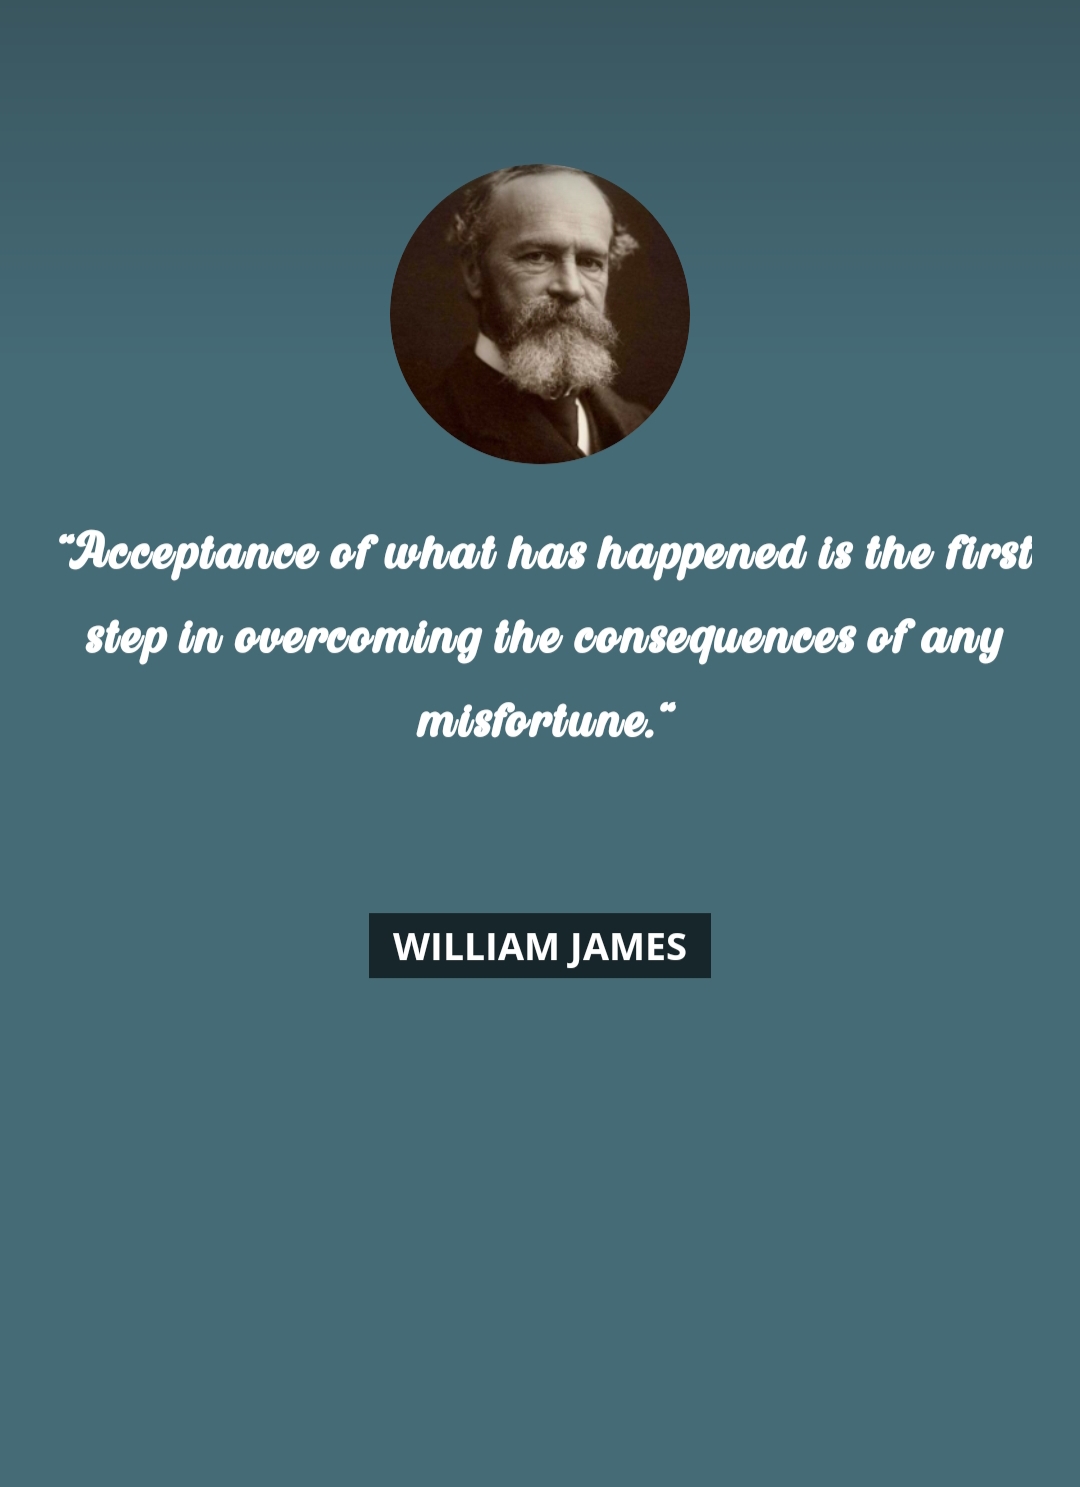 “Acceptance of what has happened is the first
step in overcoming the consequences of any
misfortune.“
WILLIAM JAMES